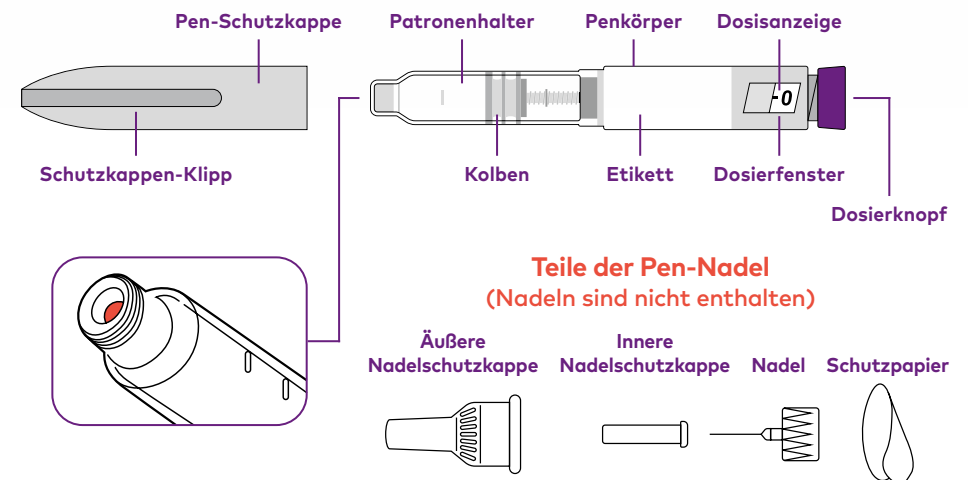 Pen-Schutzkappe
Patronenhalter
Penkörper
Dosisanzeige
0
Schutzkappen-Klipp
Kolben
Etikett
Dosierfenster
Dosierknopf
Teile der Pen-Nadel
(Nadeln sind nicht enthalten)
Äußere
Nadelschutzkappe
Innere
Nadelschutzkappe
Nadel
Schutzpapier